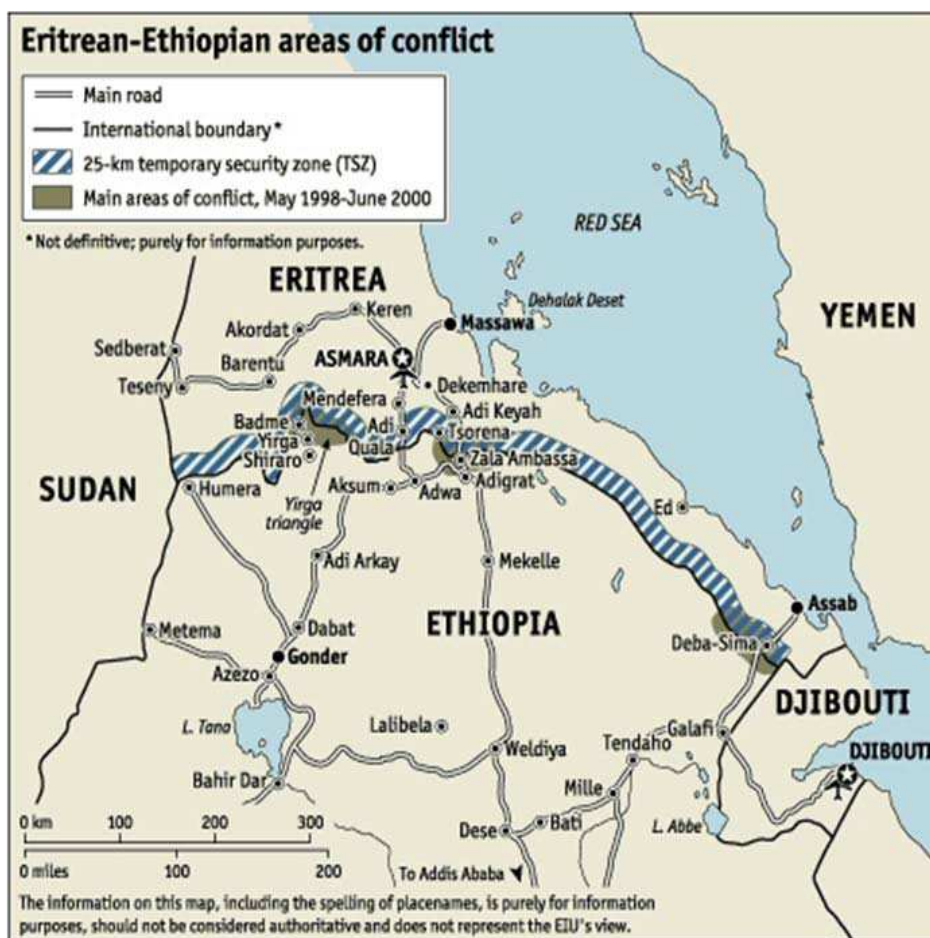 Eritrean-Ethiopian areas of conflict
Main road
International boundary*
25-km temporary security zone (TSZ)
Main areas of conflict, May 1998-June 2000
*Not definitive; purely for information purposes.
RED SEA
ERITREA
Keren
Dehalak Deset
Massawa
YEMEN
Akordat
Sedberat
Barentu
ASMARA
Teseny
Dekemhare
Mendefera
Adi Keyah
Badme
Adi
Quala
Tsorena
Yirga
Shiraro
Zala Ambassa
SUDAN
Humera
Yirga
triangle
Aksum
Adwa
Adigrat
Ed
Adi Arkay
Mekelle
Assab
Metema
Dabat
ETHIOPIA
Deba-Sima
Gonder
Azezo
DJIBOUTI
L. Tana
Lalibela
Galafi
Weldiya
Tendaho
DJIBOUTI
Bahir Dar
Mille
Dese
Bati
L. Abbe
0 km 100 200 300
0 miles 100 200
To Addis Ababa
The information on this map, including the spelling of placenames, is purely for information
purposes, should not be considered authoritative and does not represent the EIU's view.